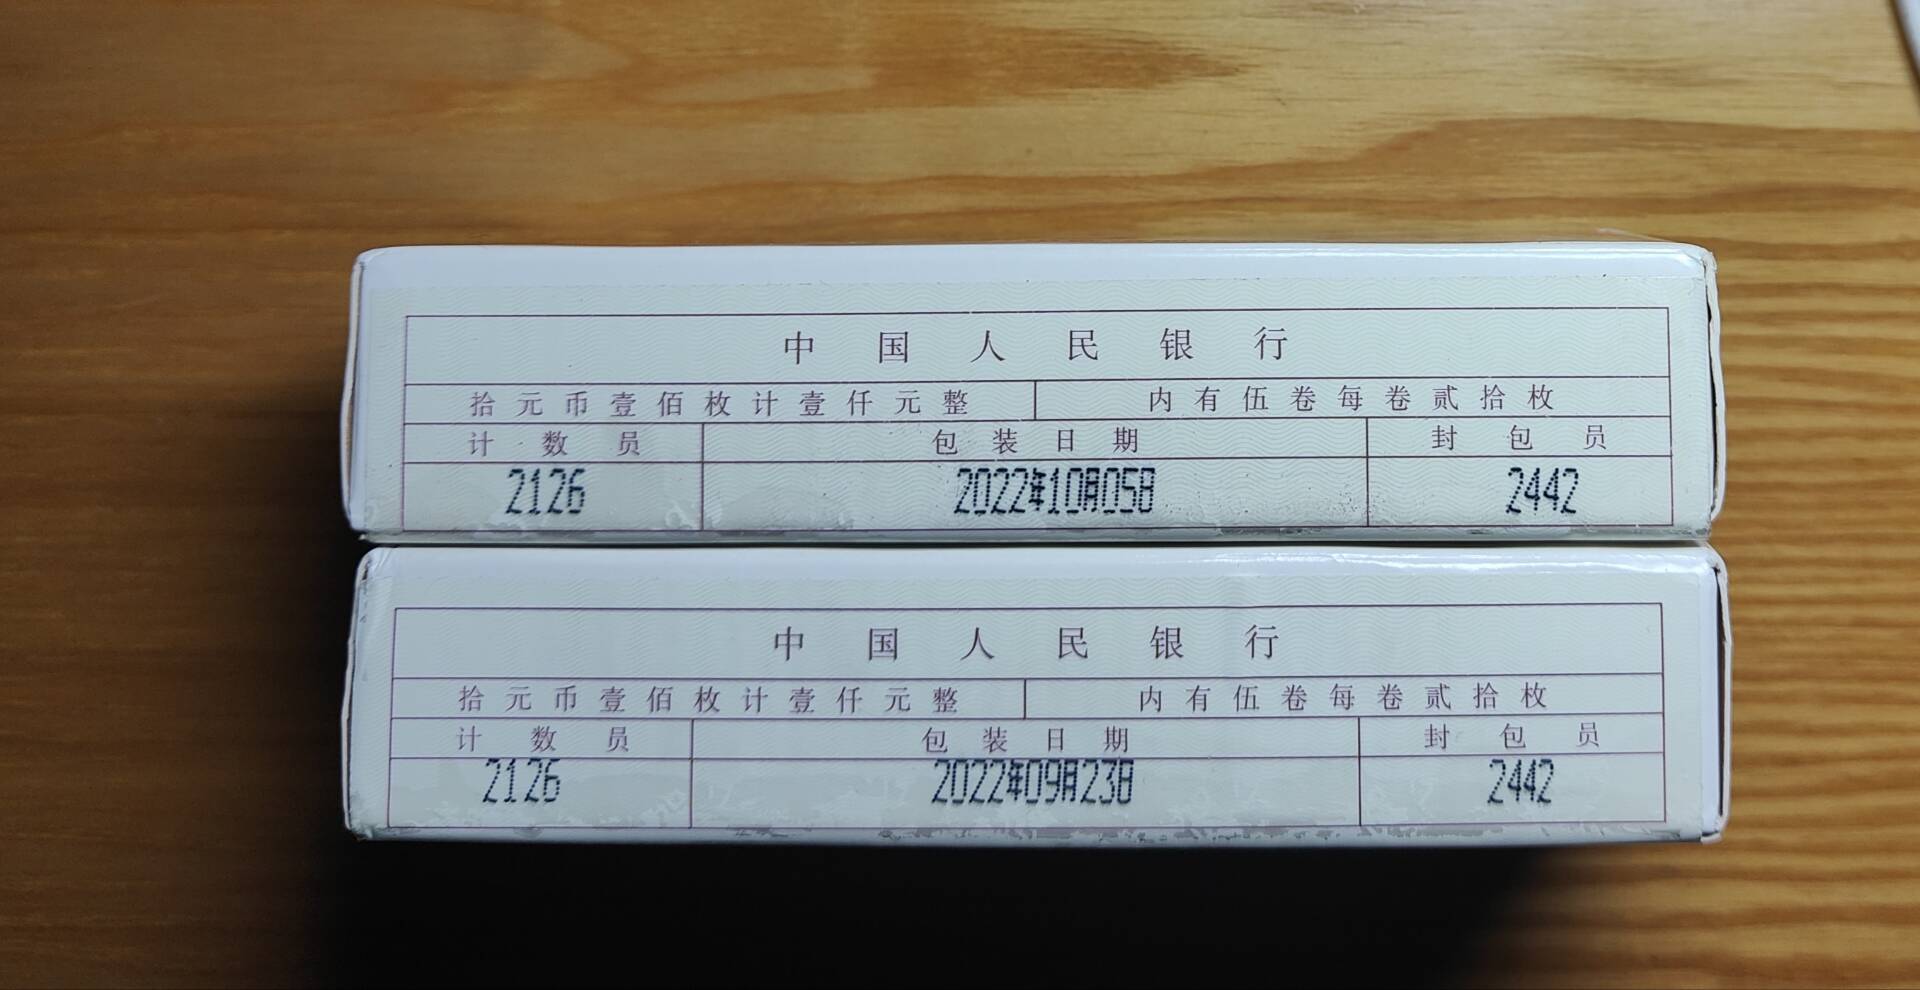 中国人民银行
拾元币壹佰枚计壹仟元整 内有伍卷每卷贰拾枚
计数员 包装日期 封包员
2126 2022年10月05日 2442
中国人民银行
拾元币壹佰枚计壹仟元整 内有伍卷每卷贰拾枚
计数员 包装日期 封包员
2126 2022年09月23日 2442